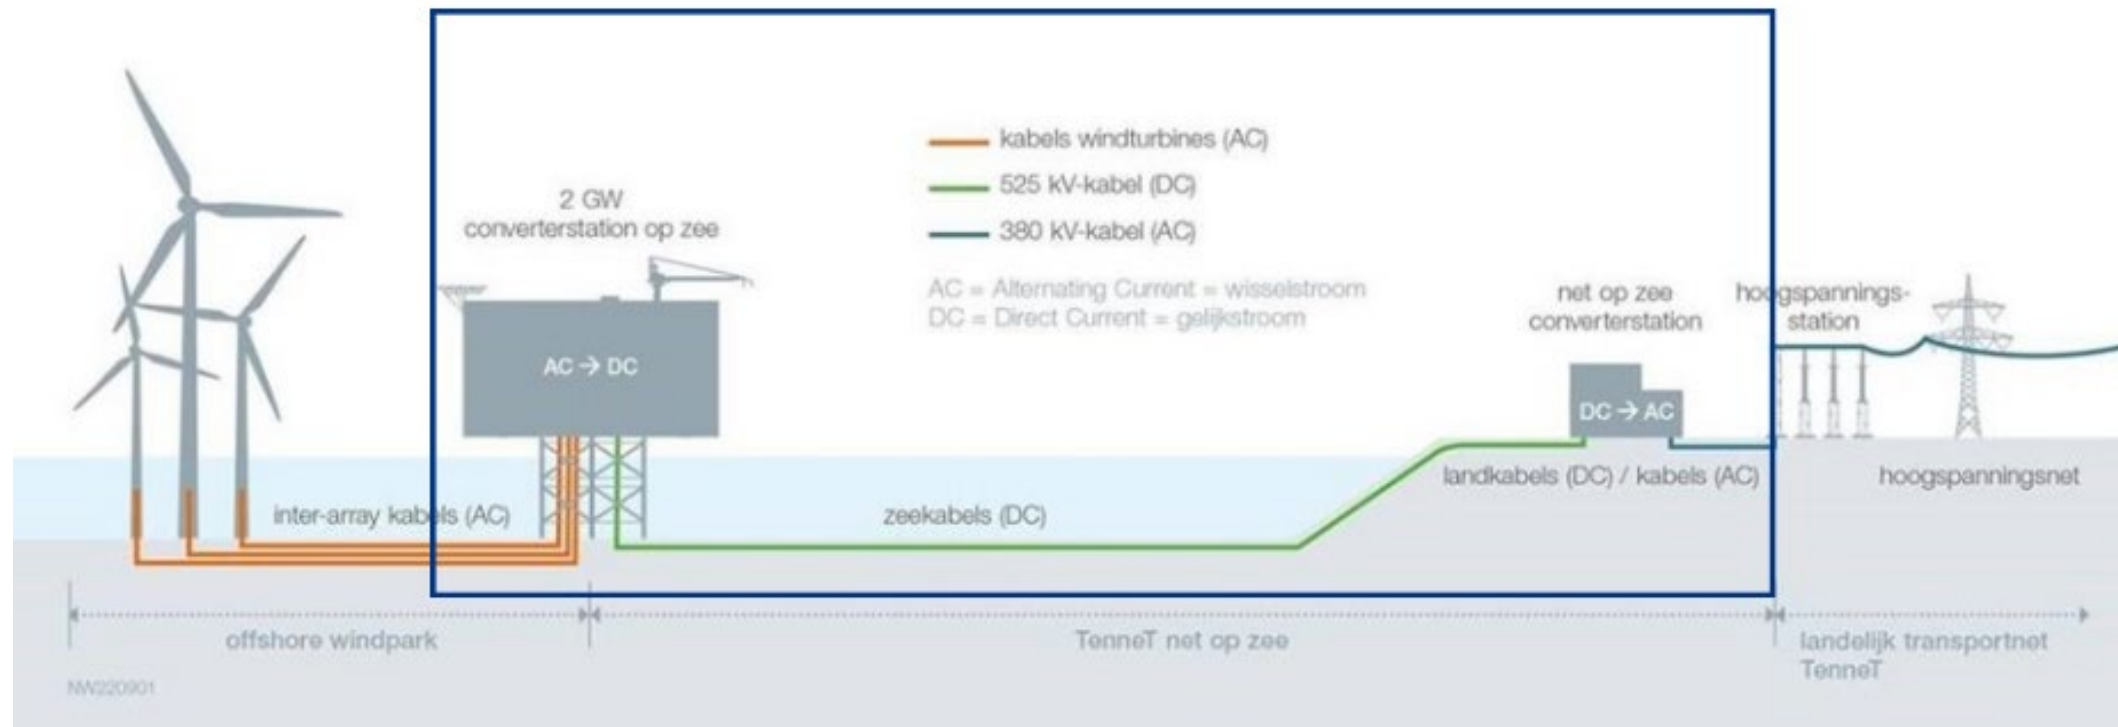 kabels windturbines (AC)
525 kV-kabel (DC)
380 kV-kabel (AC)
AC = Alternating Current = wisselstroom
DC = Direct Current = gelijkstroom
2 GW
converterstation op zee
AC → DC
net op zee
converterstation
hoogspannings-
station
DC → AC
inter-array kabels (AC)
zeekabels (DC)
landkabels (DC) / kabels (AC)
hoogspanningsnet
offshore windpark
TenneT net op zee
landelijk transportnet
TenneT
NW220901